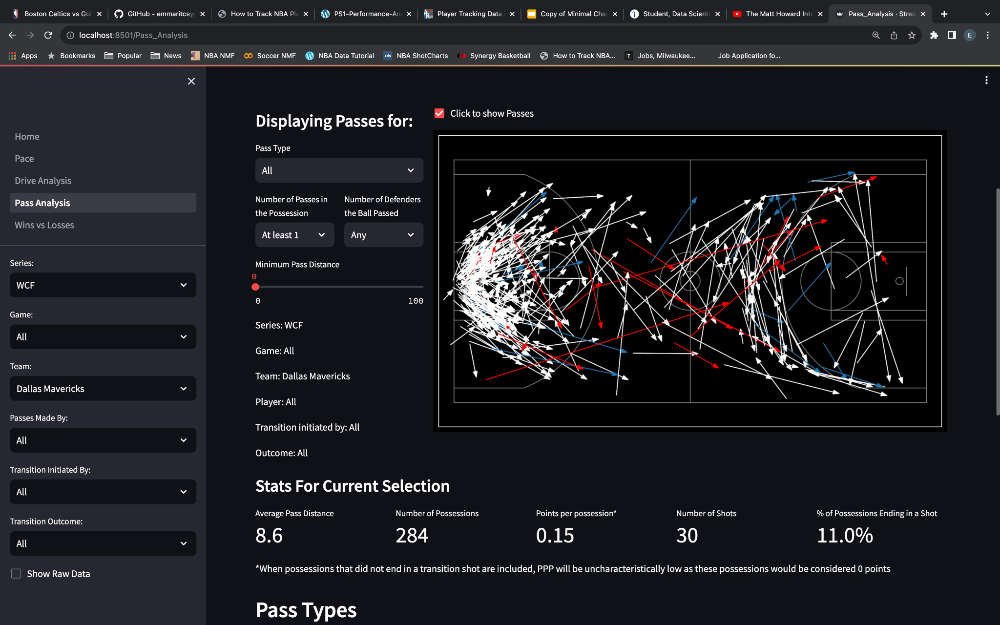 Boston Celtics vs Gol
GitHub - emmaritcey/
How to Track NBA Pla
PS1-Performance-An
Player Tracking Data
Copy of Minimal Cha
Student, Data Scienti
The Matt Howard Inte
Pass_Analysis · Strea
localhost:8501/Pass_Analysis
E
Apps
Bookmarks
Popular
News
NBA NMF
Soccer NMF
NBA Data Tutorial
tds
NBA ShotCharts
Synergy Basketball
How to Track NBA...
T
Jobs, Milwaukee...
Job Application fo...
Home
Pace
Drive Analysis
Pass Analysis
Wins vs Losses
Series:
WCF
Game:
All
Team:
Dallas Mavericks
Passes Made By:
All
Transition Initiated By:
All
Transition Outcome:
All
Show Raw Data
Displaying Passes for:
Pass Type
All
Number of Passes in
the Possession
At least 1
Number of Defenders
the Ball Passed
Any
Minimum Pass Distance
0
0
100
Series: WCF
Game: All
Team: Dallas Mavericks
Player: All
Transition initiated by: All
Outcome: All
Click to show Passes
Stats For Current Selection
Average Pass Distance
8.6
Number of Possessions
284
Points per possession*
0.15
Number of Shots
30
% of Possessions Ending in a Shot
11.0%
*When possessions that did not end in a transition shot are included, PPP will be uncharacteristically low as these possessions would be considered 0 points
Pass Types